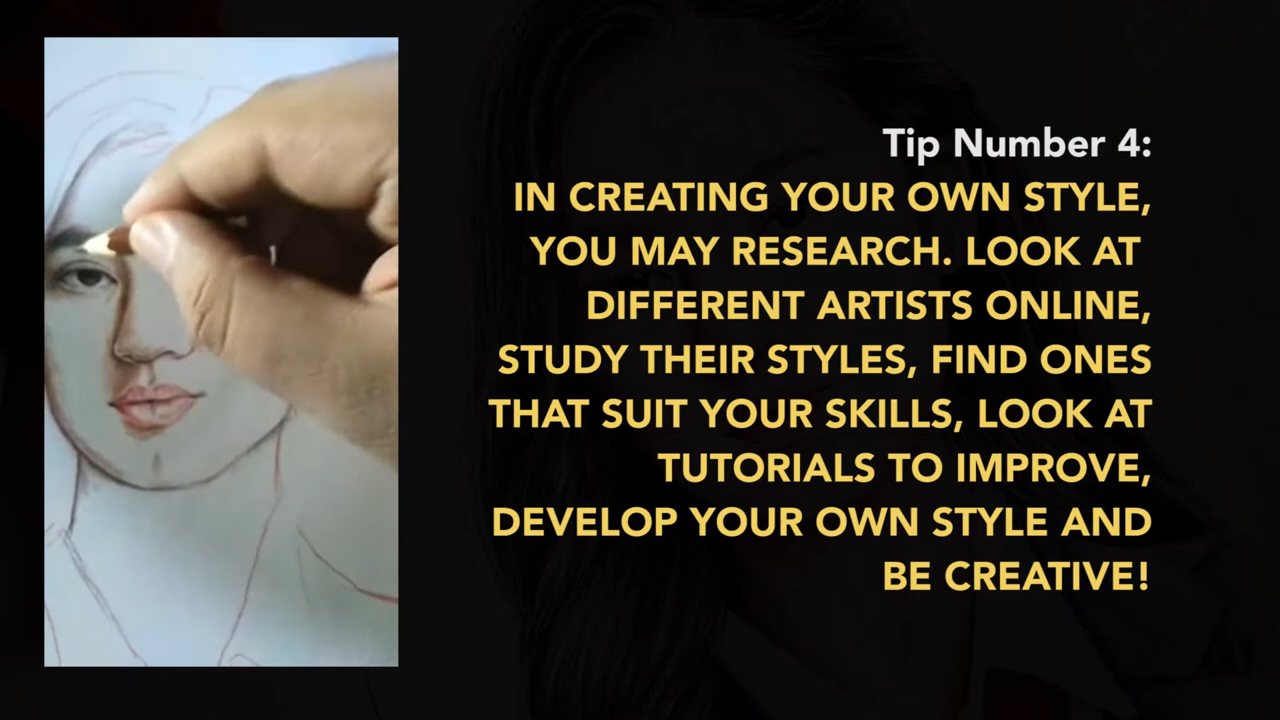 Tip Number 4:
IN CREATING YOUR OWN STYLE,
YOU MAY RESEARCH. LOOK AT
DIFFERENT ARTISTS ONLINE,
STUDY THEIR STYLES, FIND ONES
THAT SUIT YOUR SKILLS, LOOK AT
TUTORIALS TO IMPROVE,
DEVELOP YOUR OWN STYLE AND
BE CREATIVE!